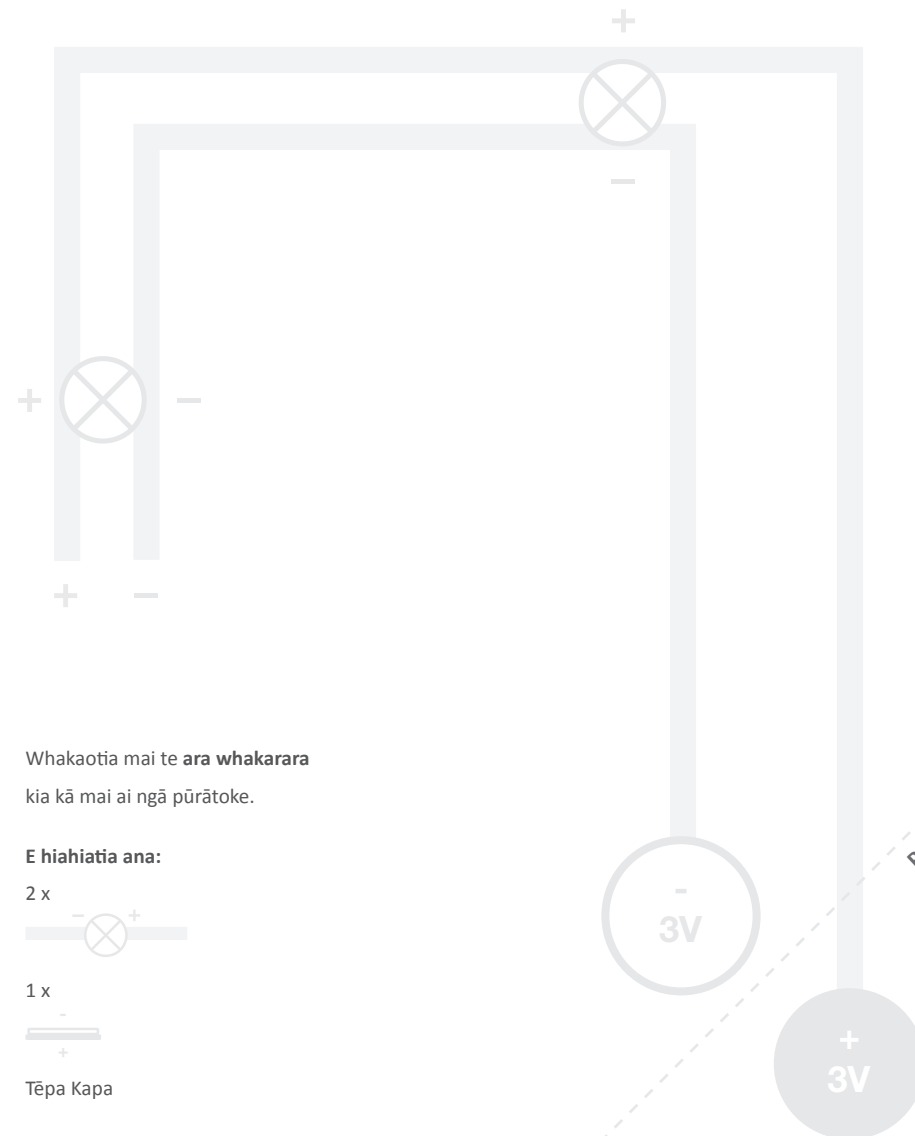 +
−
+ −
+ −
Whakaotia mai te ara whakarara
kia kā mai ai ngā pūrātoke.
E hiahiatia ana:
2 x
− +
1 x
-
+
Tēpa Kapa
-
3V
+
3V